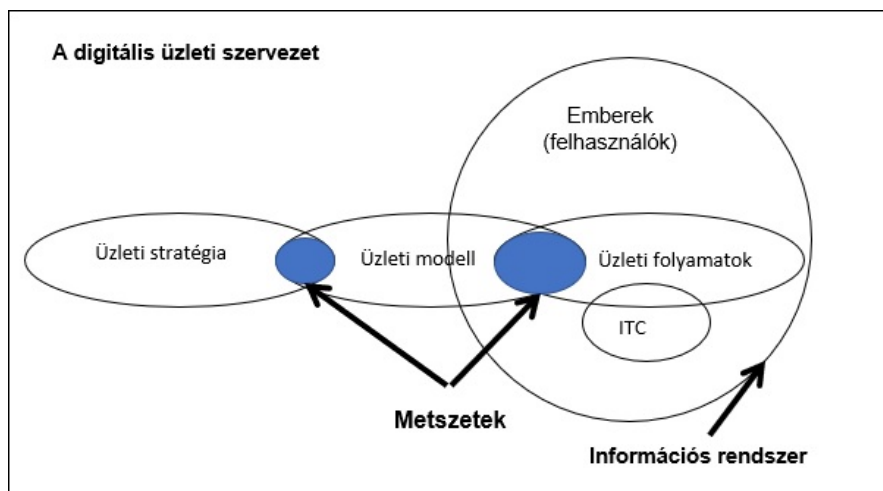 A digitális üzleti szervezet
Emberek
(felhasználók)
Üzleti stratégia
Üzleti modell
Üzleti folyamatok
ITC
Metszetek
Információs rendszer